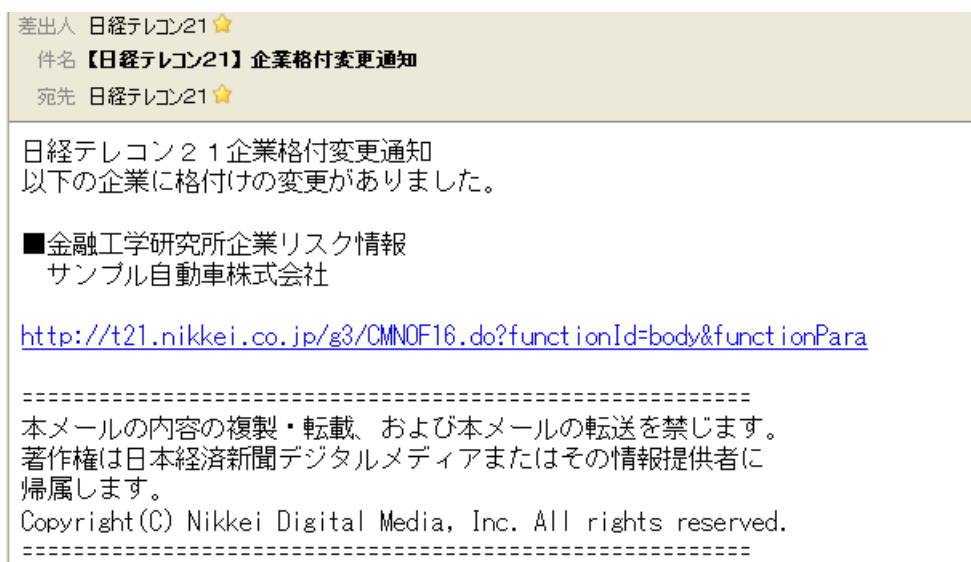 差出人 日経テレコン21
件名 【日経テレコン21】企業格付変更通知
宛先 日経テレコン21
日経テレコン２１企業格付変更通知
以下の企業に格付けの変更がありました。
■金融工学研究所企業リスク情報
サンプル自動車株式会社
http://t21.nikkei.co.jp/g3/CMN0F16.do?functionId=body&functionPara
=========================================================
本メールの内容の複製・転載、および本メールの転送を禁じます。
著作権は日本経済新聞デジタルメディアまたはその情報提供者に
帰属します。
Copyright(C) Nikkei Digital Media, Inc. All rights reserved.
=========================================================